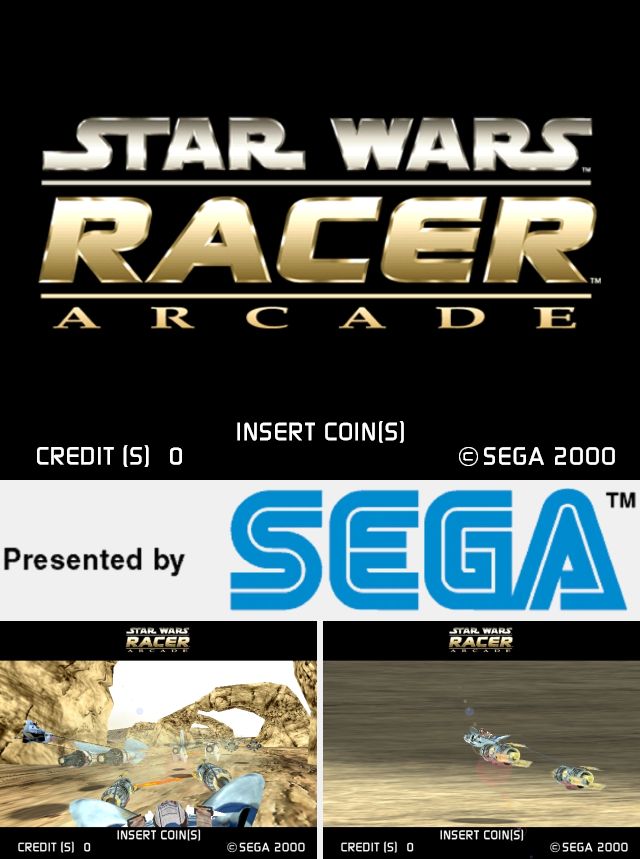 STAR WARS™
RACER™
ARCADE
INSERT COIN(S)
CREDIT (S) 0
©SEGA 2000
Presented by SEGA™
STAR WARS
RACER
ARCADE
INSERT COIN(S)
CREDIT (S) 0
©SEGA 2000
STAR WARS
RACER
ARCADE
INSERT COIN(S)
CREDIT (S) 0
©SEGA 2000